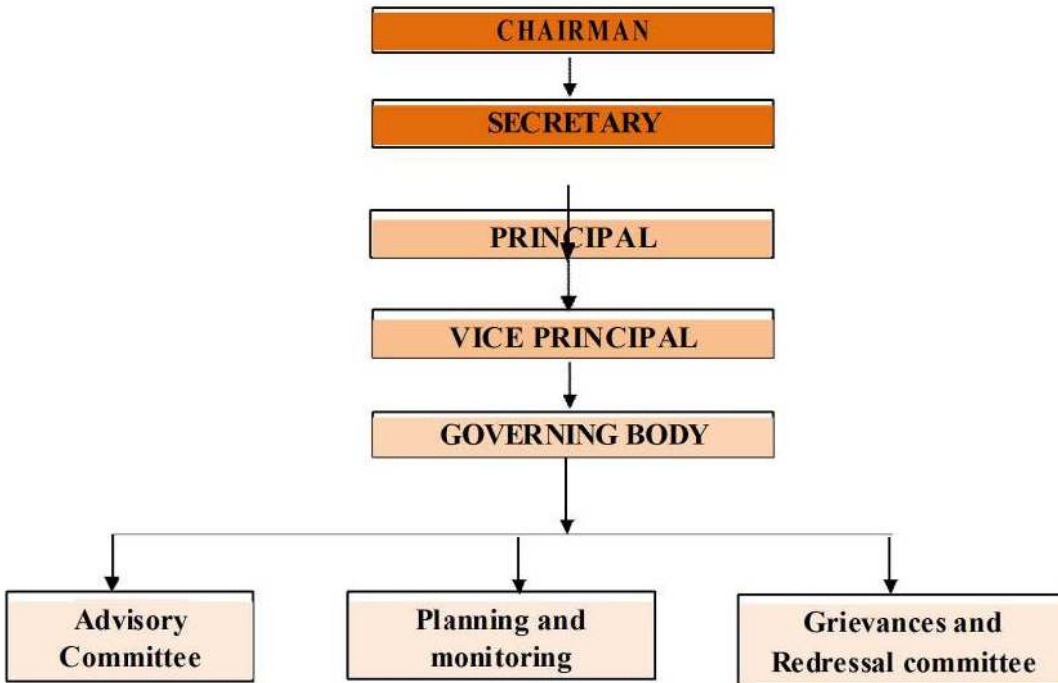 CHAIRMAN
SECRETARY
PRINCIPAL
VICE PRINCIPAL
GOVERNING BODY
Advisory
Committee
Planning and
monitoring
Grievances and
Redressal committee